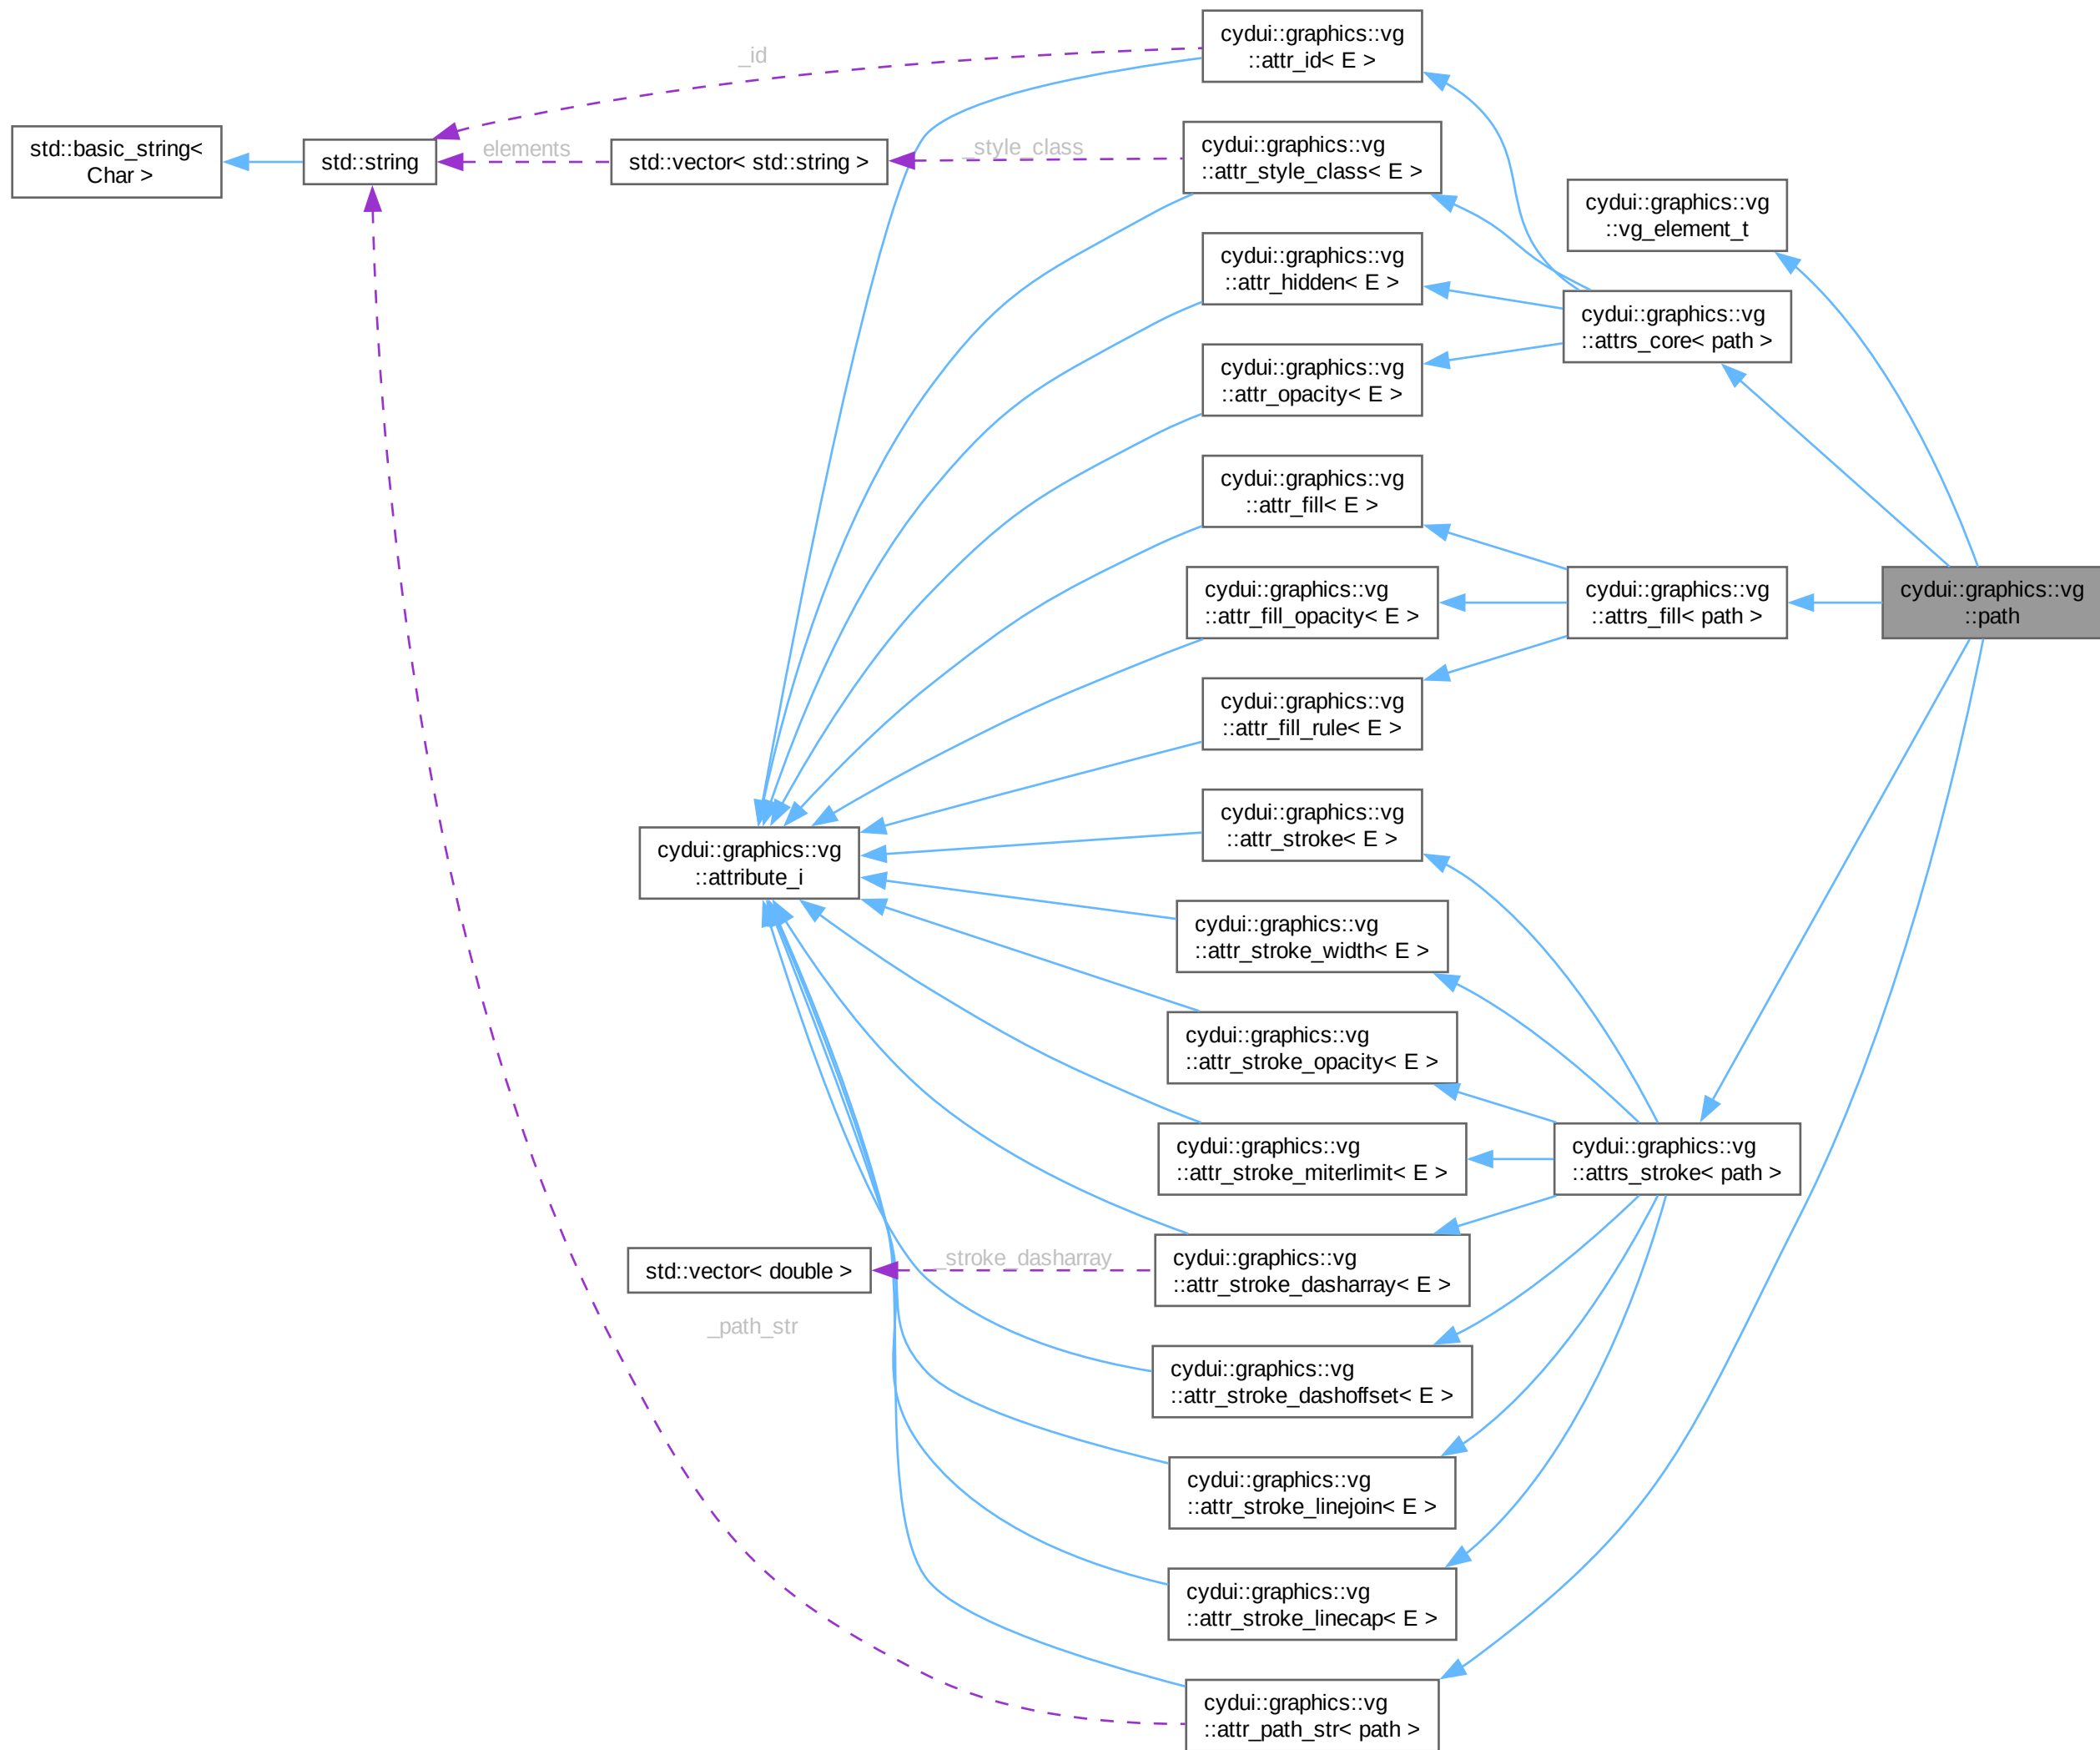 cydui::graphics::vg
::attr_id< E >
_id
std::basic_string<
Char >
std::string
elements
std::vector< std::string >
_style_class
cydui::graphics::vg
::attr_style_class< E >
cydui::graphics::vg
::vg_element_t
cydui::graphics::vg
::attr_hidden< E >
cydui::graphics::vg
::attrs_core< path >
cydui::graphics::vg
::attr_opacity< E >
cydui::graphics::vg
::attr_fill< E >
cydui::graphics::vg
::attr_fill_opacity< E >
cydui::graphics::vg
::attrs_fill< path >
cydui::graphics::vg
::path
cydui::graphics::vg
::attr_fill_rule< E >
cydui::graphics::vg
::attr_stroke< E >
cydui::graphics::vg
::attribute_i
cydui::graphics::vg
::attr_stroke_width< E >
cydui::graphics::vg
::attr_stroke_opacity< E >
cydui::graphics::vg
::attr_stroke_miterlimit< E >
cydui::graphics::vg
::attrs_stroke< path >
std::vector< double >
_stroke_dasharray
cydui::graphics::vg
::attr_stroke_dasharray< E >
_path_str
cydui::graphics::vg
::attr_stroke_dashoffset< E >
cydui::graphics::vg
::attr_stroke_linejoin< E >
cydui::graphics::vg
::attr_stroke_linecap< E >
cydui::graphics::vg
::attr_path_str< path >